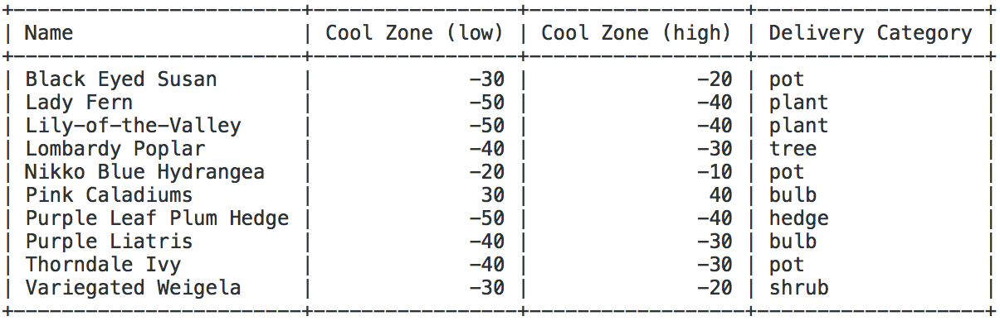 +------------------------+-----------------+------------------+-------------------+
| Name                   | Cool Zone (low) | Cool Zone (high) | Delivery Category |
+------------------------+-----------------+------------------+-------------------+
| Black Eyed Susan       |             -30 |              -20 | pot               |
| Lady Fern              |             -50 |              -40 | plant             |
| Lily-of-the-Valley     |             -50 |              -40 | plant             |
| Lombardy Poplar        |             -40 |              -30 | tree              |
| Nikko Blue Hydrangea   |             -20 |              -10 | pot               |
| Pink Caladiums         |              30 |               40 | bulb              |
| Purple Leaf Plum Hedge |             -50 |              -40 | hedge             |
| Purple Liatris         |             -40 |              -30 | bulb              |
| Thorndale Ivy          |             -40 |              -30 | pot               |
| Variegated Weigela     |             -30 |              -20 | shrub             |
+------------------------+-----------------+------------------+-------------------+